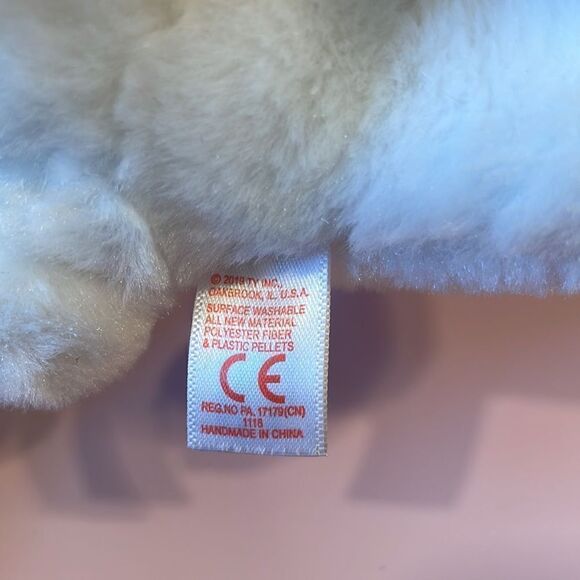 © 2019 TY INC.,
OAKBROOK, IL. U.S.A.
SURFACE WASHABLE
ALL NEW MATERIAL
POLYESTER FIBER
& PLASTIC PELLETS
CE
REG.NO PA. 17179(CN)
1118
HANDMADE IN CHINA